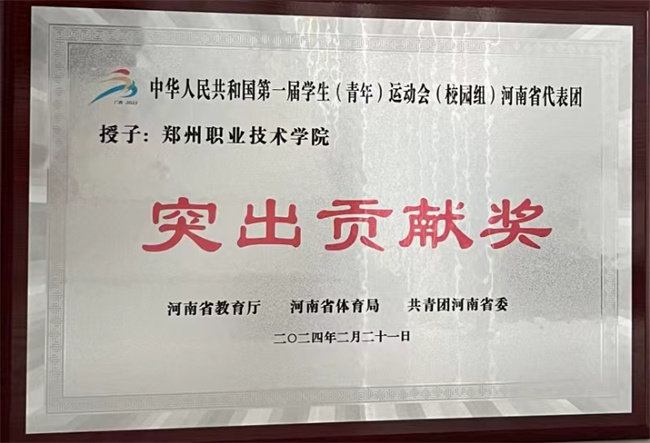 中华人民共和国第一届学生（青年）运动会（校园组）河南省代表团
广西 2023
授予：郑州职业技术学院
突出贡献奖
河南省教育厅 河南省体育局 共青团河南省委
二〇二四年二月二十一日